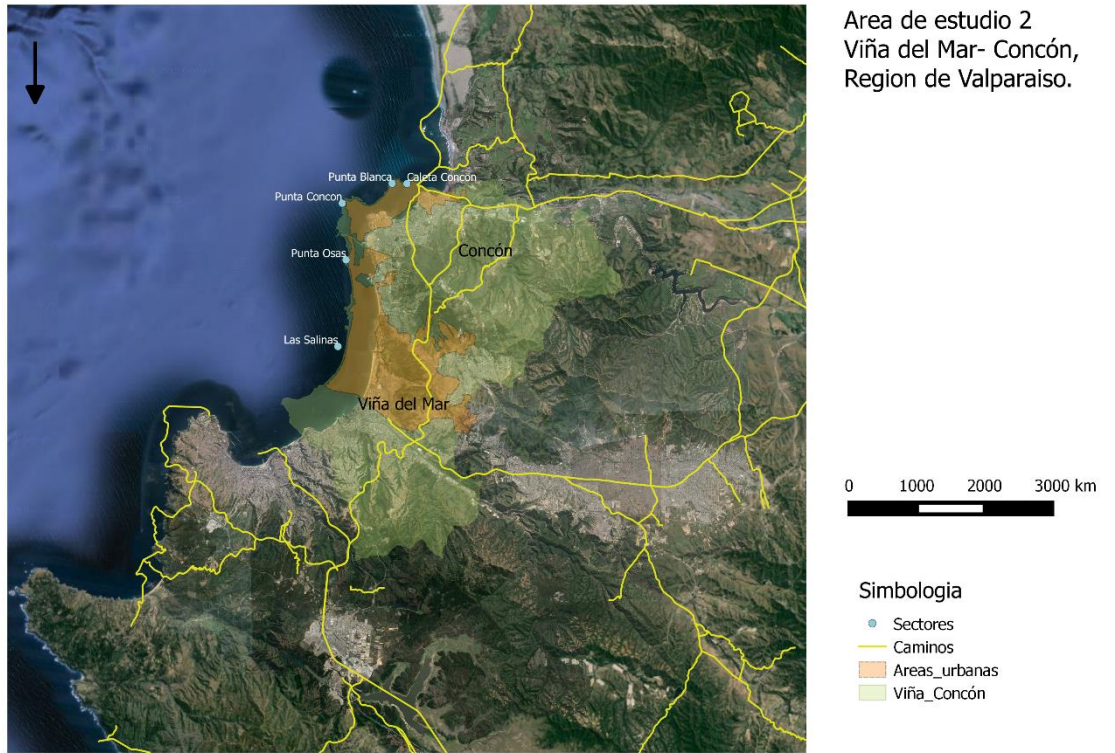 Area de estudio 2
Viña del Mar- Concón,
Region de Valparaiso.
Punta Blanca
Caleta Concón
Punta Concon
Concón
Punta Osas
Las Salinas
Viña del Mar
0 1000 2000 3000 km
Simbologia
Sectores
Caminos
Areas_urbanas
Viña_Concón